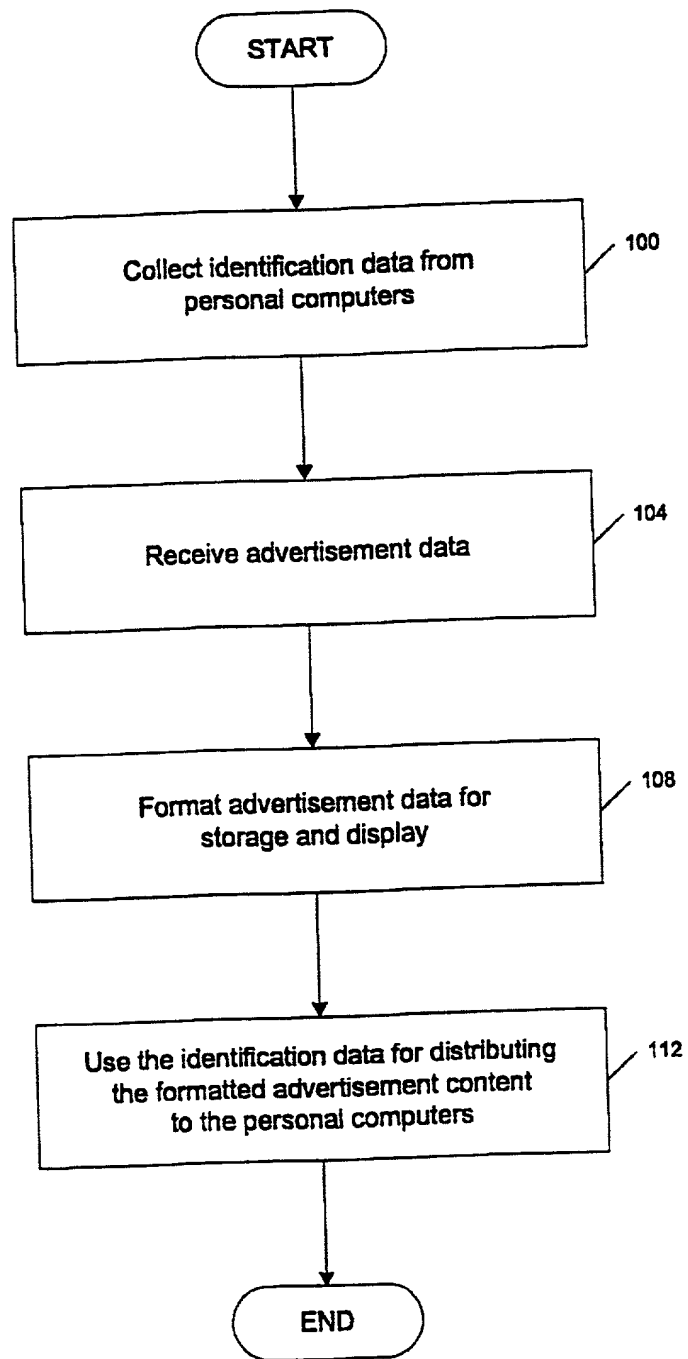 START
Collect identification data from
personal computers
100
Receive advertisement data
104
Format advertisement data for
storage and display
108
Use the identification data for distributing
the formatted advertisement content
to the personal computers
112
END